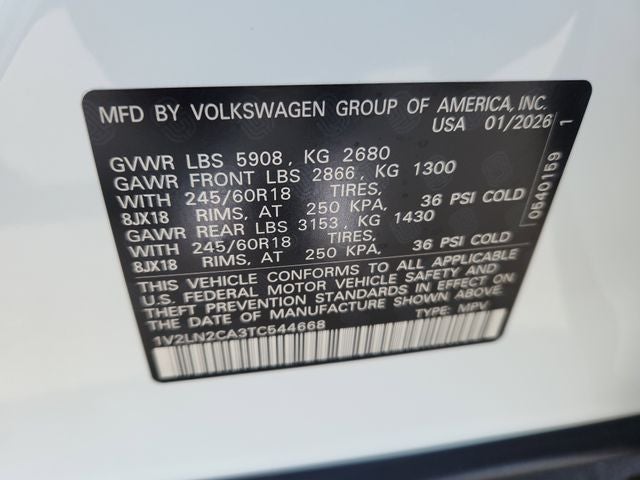 MFD BY VOLKSWAGEN GROUP OF AMERICA, INC.
USA 01/2026
GVWR LBS 5908 , KG 2680
GAWR FRONT LBS 2866 , KG 1300
WITH 245/60R18 TIRES,
8JX18 RIMS, AT 250 KPA, 36 PSI COLD
GAWR REAR LBS 3153 , KG 1430
WITH 245/60R18 TIRES,
8JX18 RIMS, AT 250 KPA, 36 PSI COLD
THIS VEHICLE CONFORMS TO ALL APPLICABLE
U.S. FEDERAL MOTOR VEHICLE SAFETY AND
THEFT PREVENTION STANDARDS IN EFFECT ON
THE DATE OF MANUFACTURE SHOWN ABOVE.
1V2LN2CA3TC544668 TYPE: MPV
0540159 1